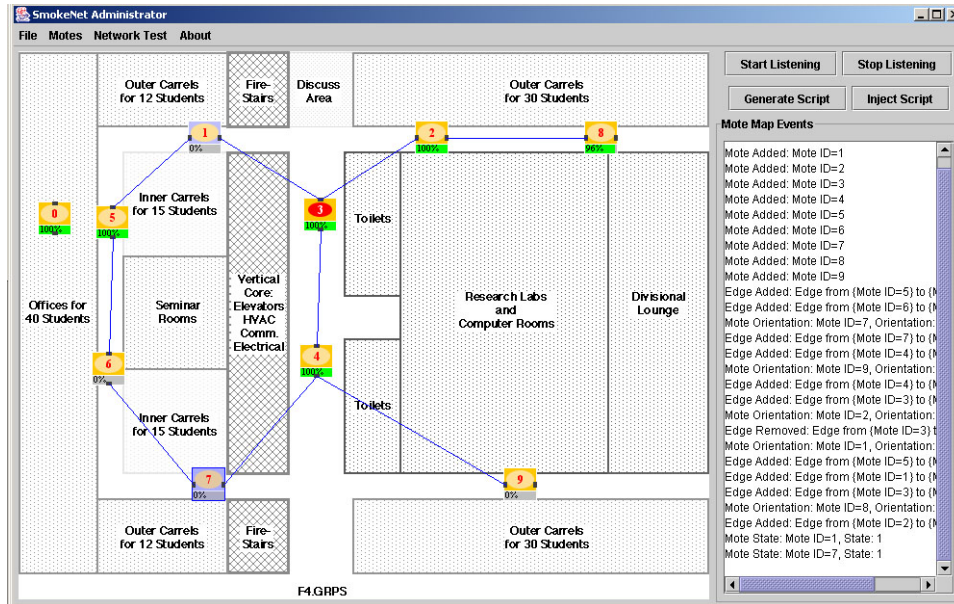 SmokeNet Administrator
File Motes Network Test About
Outer Carrels
for 12 Students
Fire-
Stairs
Discuss
Area
Outer Carrels
for 30 Students
1
0%
2
100%
8
96%
Inner Carrels
for 15 Students
0
100%
5
100%
3
100%
Toilets
Offices for
40 Students
Seminar
Rooms
Vertical
Core:
Elevators
HVAC
Comm.
Electrical
Research Labs
and
Computer Rooms
Divisional
Lounge
6
0%
4
100%
Inner Carrels
for 15 Students
Toilets
7
0%
9
0%
Outer Carrels
for 12 Students
Fire-
Stairs
Outer Carrels
for 30 Students
F4.GRPS
Start Listening Stop Listening
Generate Script Inject Script
Mote Map Events
Mote Added: Mote ID=1
Mote Added: Mote ID=2
Mote Added: Mote ID=3
Mote Added: Mote ID=4
Mote Added: Mote ID=5
Mote Added: Mote ID=6
Mote Added: Mote ID=7
Mote Added: Mote ID=8
Mote Added: Mote ID=9
Edge Added: Edge from {Mote ID=5} to {M
Edge Added: Edge from {Mote ID=6} to {M
Mote Orientation: Mote ID=7, Orientation:
Edge Added: Edge from {Mote ID=7} to {M
Edge Added: Edge from {Mote ID=4} to {M
Mote Orientation: Mote ID=9, Orientation:
Edge Added: Edge from {Mote ID=4} to {M
Edge Added: Edge from {Mote ID=3} to {M
Mote Orientation: Mote ID=2, Orientation:
Edge Removed: Edge from {Mote ID=3} t
Mote Orientation: Mote ID=1, Orientation:
Edge Added: Edge from {Mote ID=5} to {M
Edge Added: Edge from {Mote ID=1} to {M
Edge Added: Edge from {Mote ID=3} to {M
Mote Orientation: Mote ID=8, Orientation:
Edge Added: Edge from {Mote ID=2} to {M
Mote State: Mote ID=1, State: 1
Mote State: Mote ID=7, State: 1